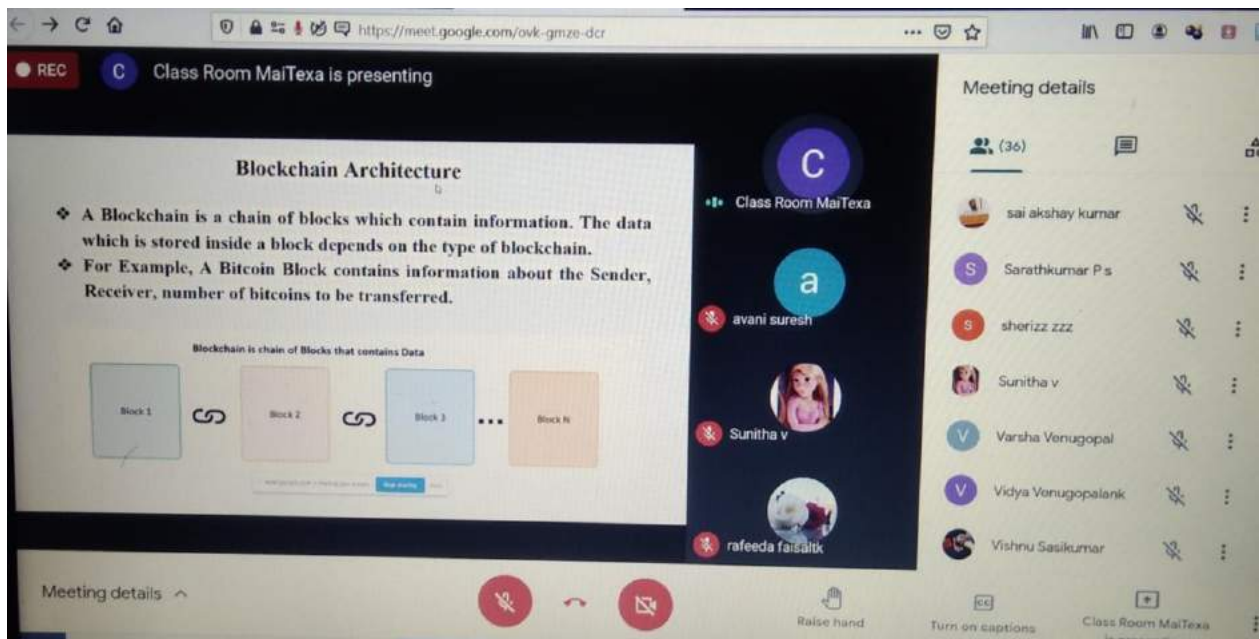 https://meet.google.com/ovk-gmze-dcr
REC
C
Class Room MaiTexa is presenting
Blockchain Architecture
❖ A Blockchain is a chain of blocks which contain information. The data
which is stored inside a block depends on the type of blockchain.
❖ For Example, A Bitcoin Block contains information about the Sender,
Receiver, number of bitcoins to be transferred.
Blockchain is chain of Blocks that contains Data
Block 1
Block 2
Block 3
...
Block N
Stop sharing
C
Class Room MaiTexa
a
avani suresh
Sunitha v
rafeeda faisaltk
Meeting details
(36)
sai akshay kumar
S
Sarathkumar P s
s
sherizz zzz
Sunitha v
V
Varsha Venugopal
V
Vidya Venugopalank
Vishnu Sasikumar
Meeting details
Raise hand
CC
Turn on captions
Class Room MaiTexa